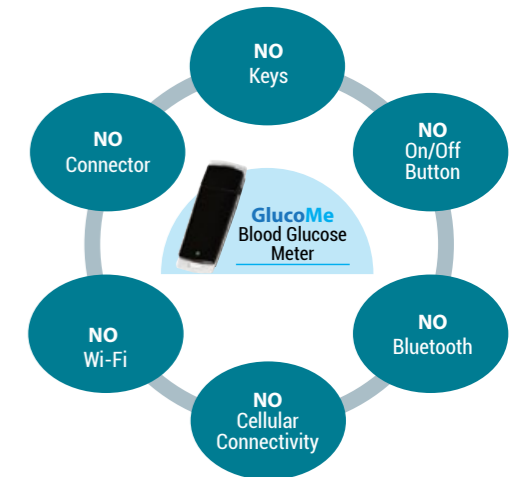 NO
Keys
NO
On/Off
Button
NO
Bluetooth
NO
Cellular
Connectivity
NO
Wi-Fi
NO
Connector
GlucoMe
Blood Glucose
Meter